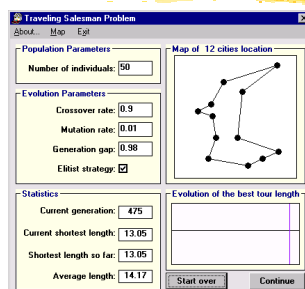 Traveling Salesman Problem
About... Map Exit
Population Parameters
Number of individuals: 50
Evolution Parameters
Crossover rate: 0.9
Mutation rate: 0.01
Generation gap: 0.98
Elitist strategy:
Statistics
Current generation: 475
Current shortest length: 13.05
Shortest length so far: 13.05
Average length: 14.17
Map of 12 cities location
Evolution of the best tour length
Start over Continue